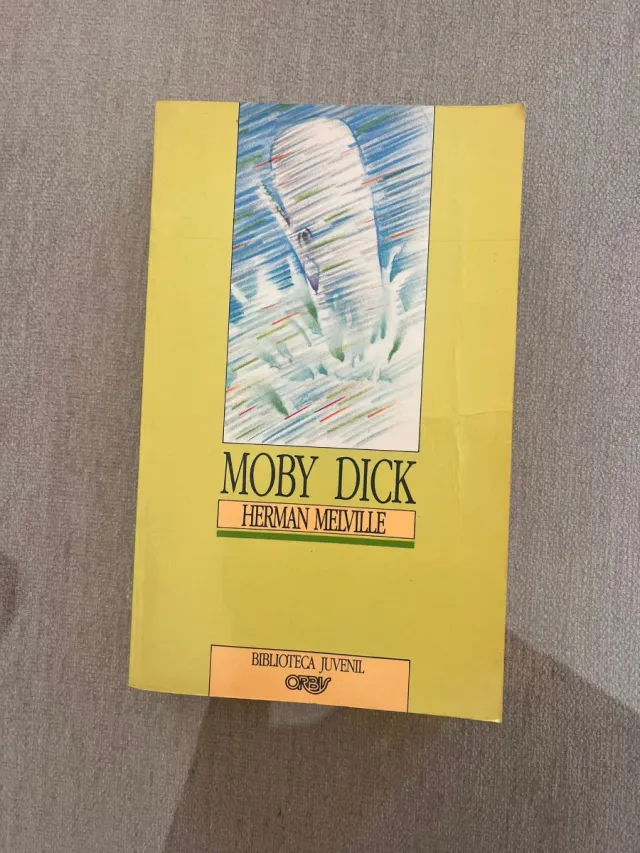 MOBY DICK
HERMAN MELVILLE
BIBLIOTECA JUVENIL
ORBIS